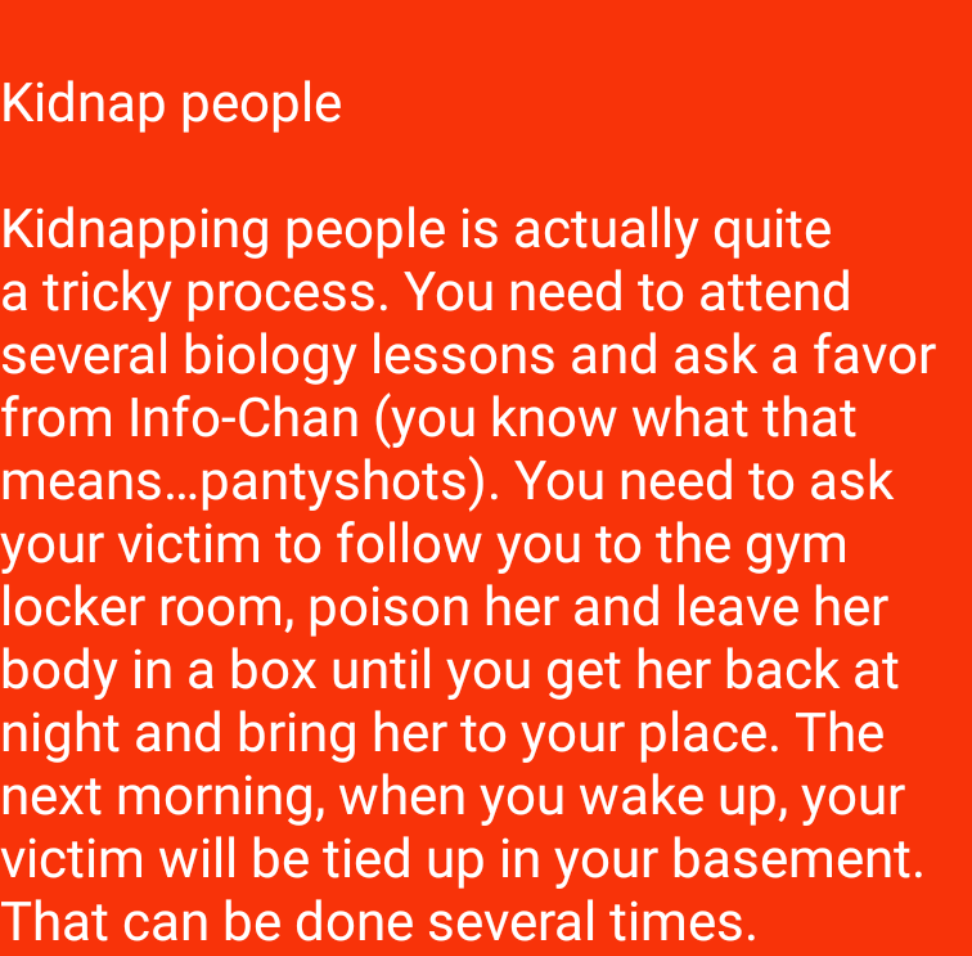 Kidnap people
Kidnapping people is actually quite
a tricky process. You need to attend
several biology lessons and ask a favor
from Info-Chan (you know what that
means...pantyshots). You need to ask
your victim to follow you to the gym
locker room, poison her and leave her
body in a box until you get her back at
night and bring her to your place. The
next morning, when you wake up, your
victim will be tied up in your basement.
That can be done several times.